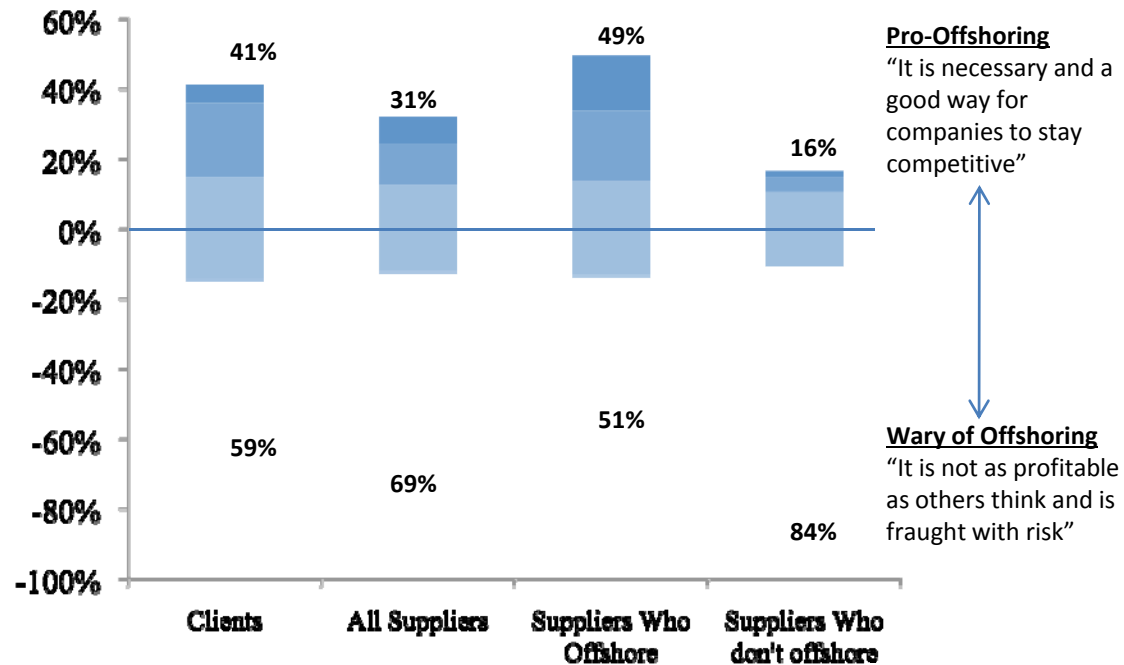 60%
40%
20%
0%
-20%
-40%
-60%
-80%
-100%
41%
31%
49%
16%
59%
69%
51%
84%
Clients
All Suppliers
Suppliers Who
Offshore
Suppliers Who
don't offshore
Pro-Offshoring
“It is necessary and a
good way for
companies to stay
competitive”
Wary of Offshoring
“It is not as profitable
as others think and is
fraught with risk”